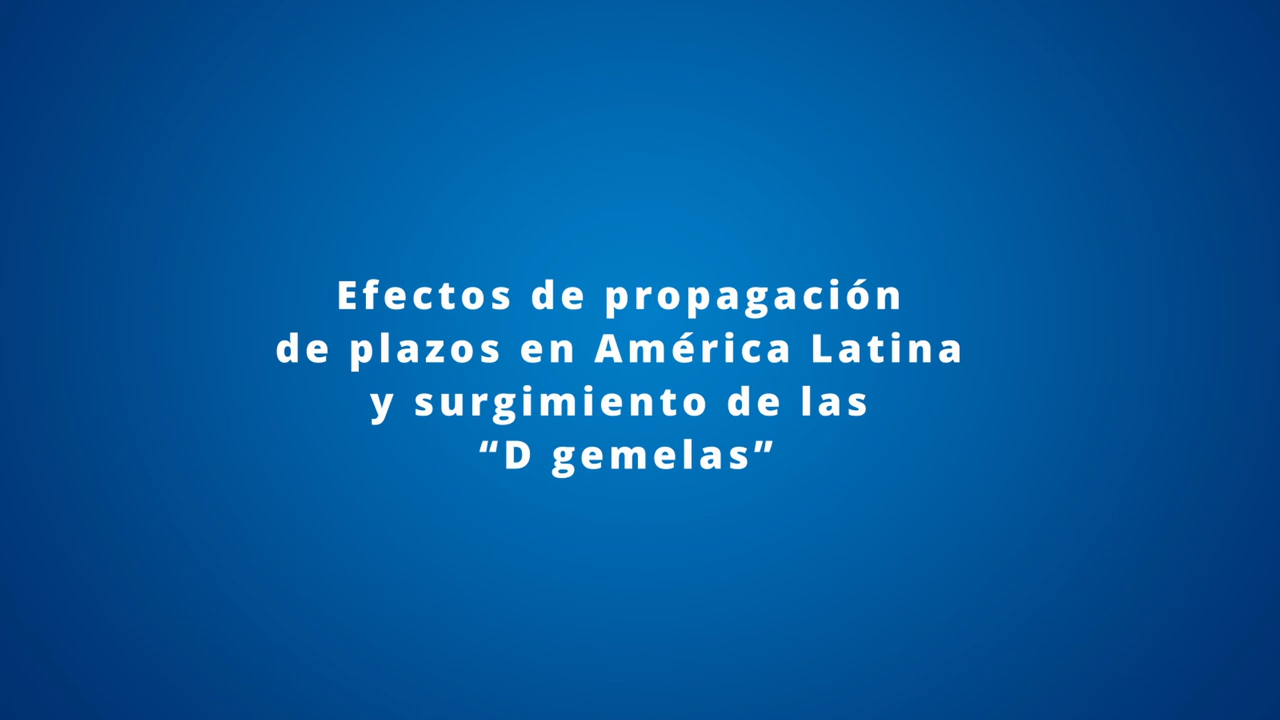 Efectos de propagación
de plazos en América Latina
y surgimiento de las
“D gemelas”